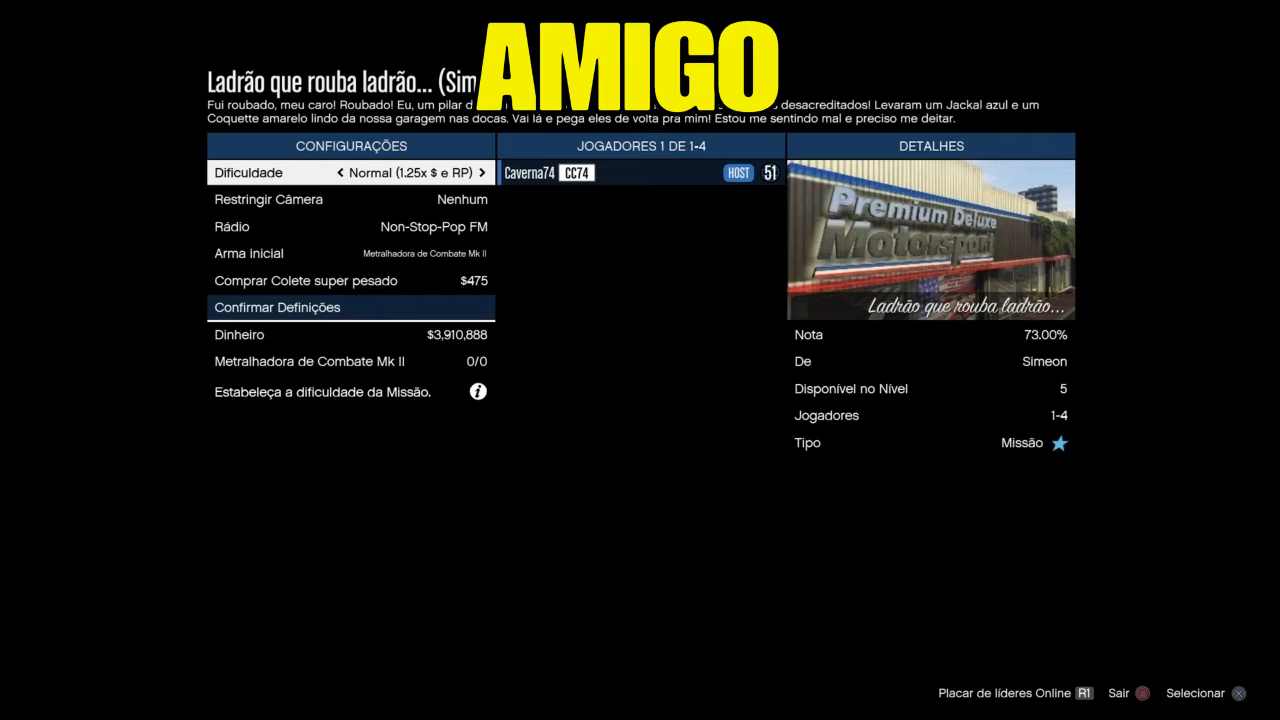 AMIGO
Ladrão que rouba ladrão... (Sim
Fui roubado, meu caro! Roubado! Eu, um pilar d desacreditados! Levaram um Jackal azul e um
Coquette amarelo lindo da nossa garagem nas docas. Vai lá e pega eles de volta pra mim! Estou me sentindo mal e preciso me deitar.
CONFIGURAÇÕES JOGADORES 1 DE 1-4 DETALHES
Dificuldade Normal (1.25x $ e RP) Caverna74 CC74 HOST 51
Premium Deluxe
Motorsport
Restringir Câmera Nenhum
Rádio Non-Stop-Pop FM
Arma inicial Metralhadora de Combate Mk II
Comprar Colete super pesado $475
Confirmar Definições Ladrão que rouba ladrão...
Dinheiro $3,910,888 Nota 73.00%
Metralhadora de Combate Mk II 0/0 De Simeon
Estabeleça a dificuldade da Missão. Disponível no Nível 5
Jogadores 1-4
Tipo Missão
Placar de líderes Online R1 Sair Selecionar